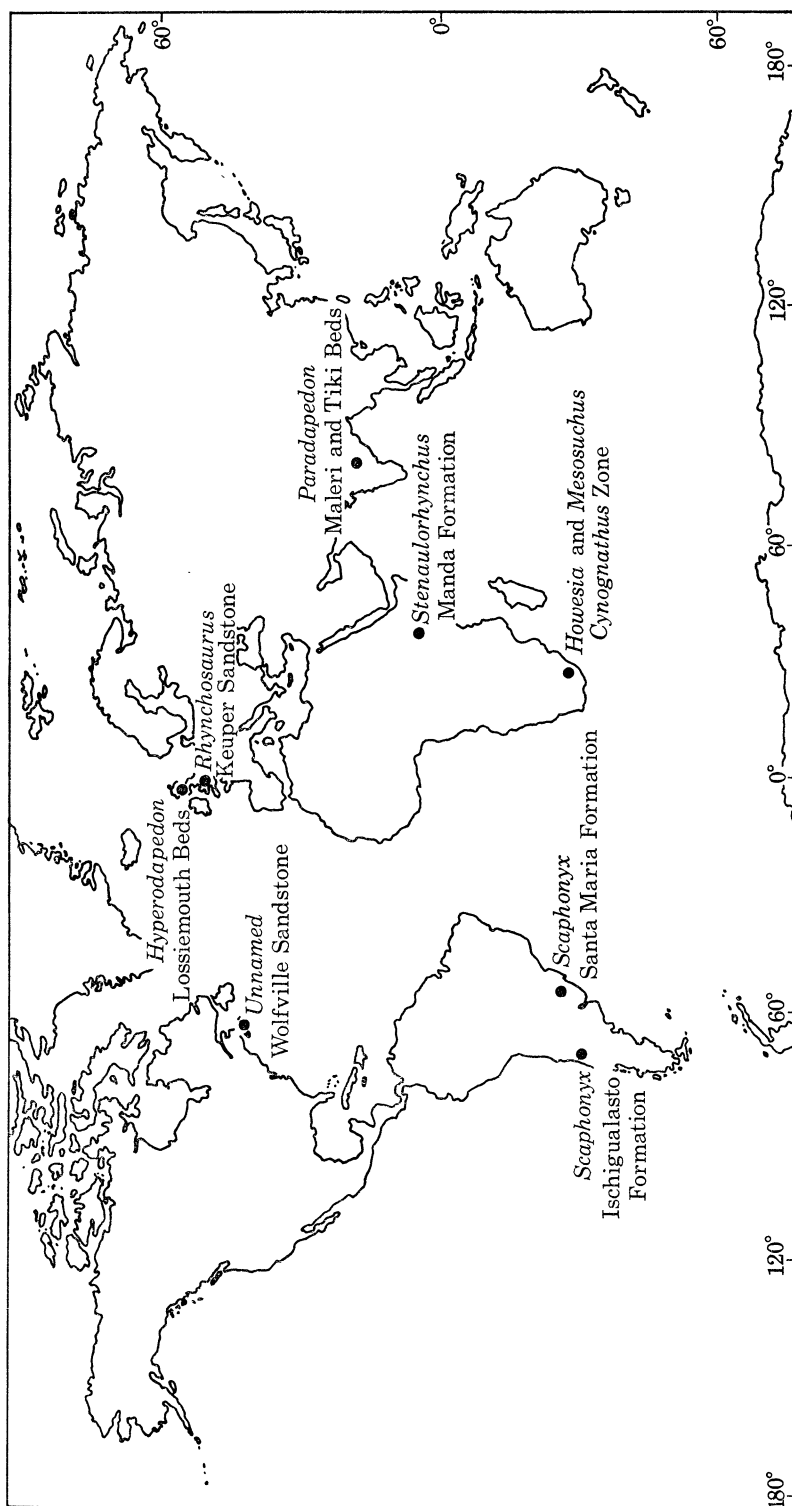 60°
0°
60°
Hyperodapedon
Lossiemouth Beds
Rhynchosaurus
Keuper Sandstone
Unnamed
Wolfville Sandstone
Paradapedon
Maleri and Tiki Beds
Stenaulorhynchus
Manda Formation
Scaphonyx
Santa Maria Formation
Scaphonyx
Ischigualasto
Formation
Howesia and Mesosuchus
Cynognathus Zone
180°
120°
60°
0°
60°
120°
180°